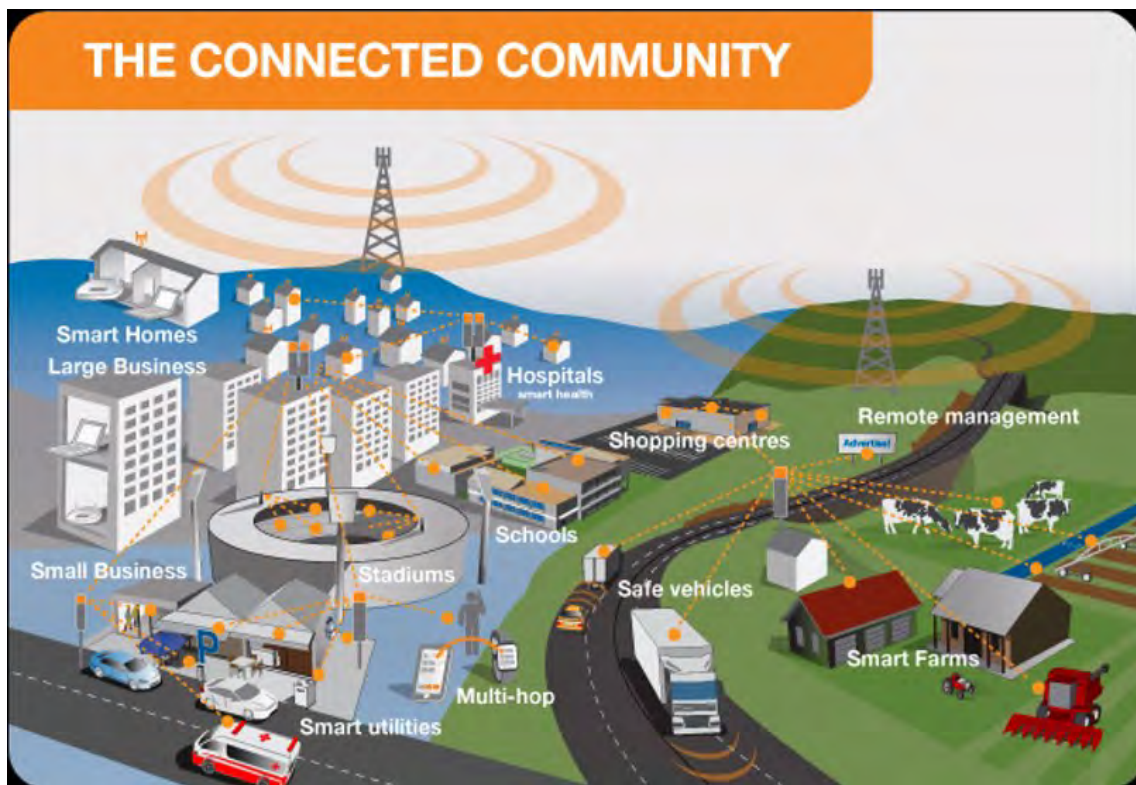 THE CONNECTED COMMUNITY
Smart Homes
Large Business
Hospitals
smart health
Remote management
Shopping centres
Advertise!
Schools
Small Business
Stadiums
Safe vehicles
Smart Farms
P
Multi-hop
Smart utilities